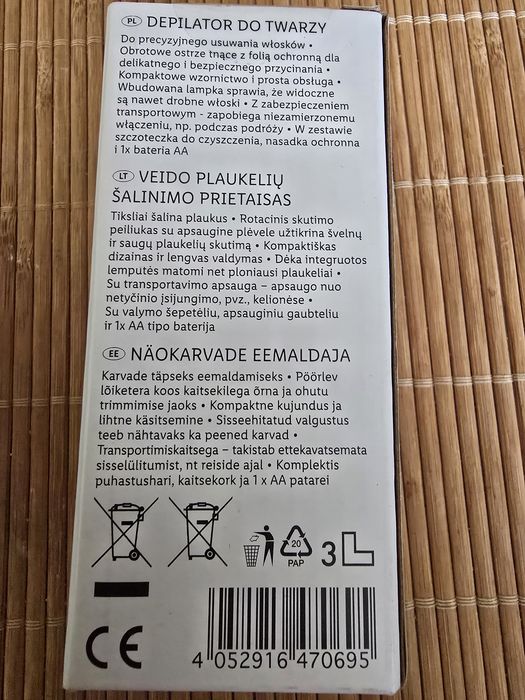 PL DEPILATOR DO TWARZY
Do precyzyjnego usuwania włosków •
Obrotowe ostrze tnące z folią ochronną dla
delikatnego i bezpiecznego przycinania •
Kompaktowe wzornictwo i prosta obsługa •
Wbudowana lampka sprawia, że widoczne
są nawet drobne włoski • Z zabezpieczeniem
transportowym - zapobiega niezamierzonemu
włączeniu, np. podczas podróży • W zestawie
szczoteczka do czyszczenia, nasadka ochronna
i 1x bateria AA
LT VEIDO PLAUKELIŲ
ŠALINIMO PRIETAISAS
Tiksliai šalina plaukus • Rotacinis skutimo
peiliukas su apsaugine plėvele užtikrina švelnų
ir saugų plaukelių skutimą • Kompaktiškas
dizainas ir lengvas valdymas • Dėka integruotos
lemputės matomi net ploniausi plaukeliai •
Su transportavimo apsauga – apsaugo nuo
netyčinio įsijungimo, pvz., kelionėse •
Su valymo šepetėliu, apsauginiu gaubteliu
ir 1x AA tipo baterija
EE NÄOKARVADE EEMALDAJA
Karvade täpseks eemaldamiseks • Pöörlev
lõiketera koos kaitsekilega õrna ja ohutu
trimmimise jaoks • Kompaktne kujundus ja
lihtne käsitsemine • Sisseehitatud valgustus
teeb nähtavaks ka peened karvad •
Transportimiskaitsega – takistab ettekavatsemata
sisselülitumist, nt reiside ajal • Komplektis
puhastushari, kaitsekork ja 1 x AA patarei
20
PAP
3L
CE
4 052916 470695